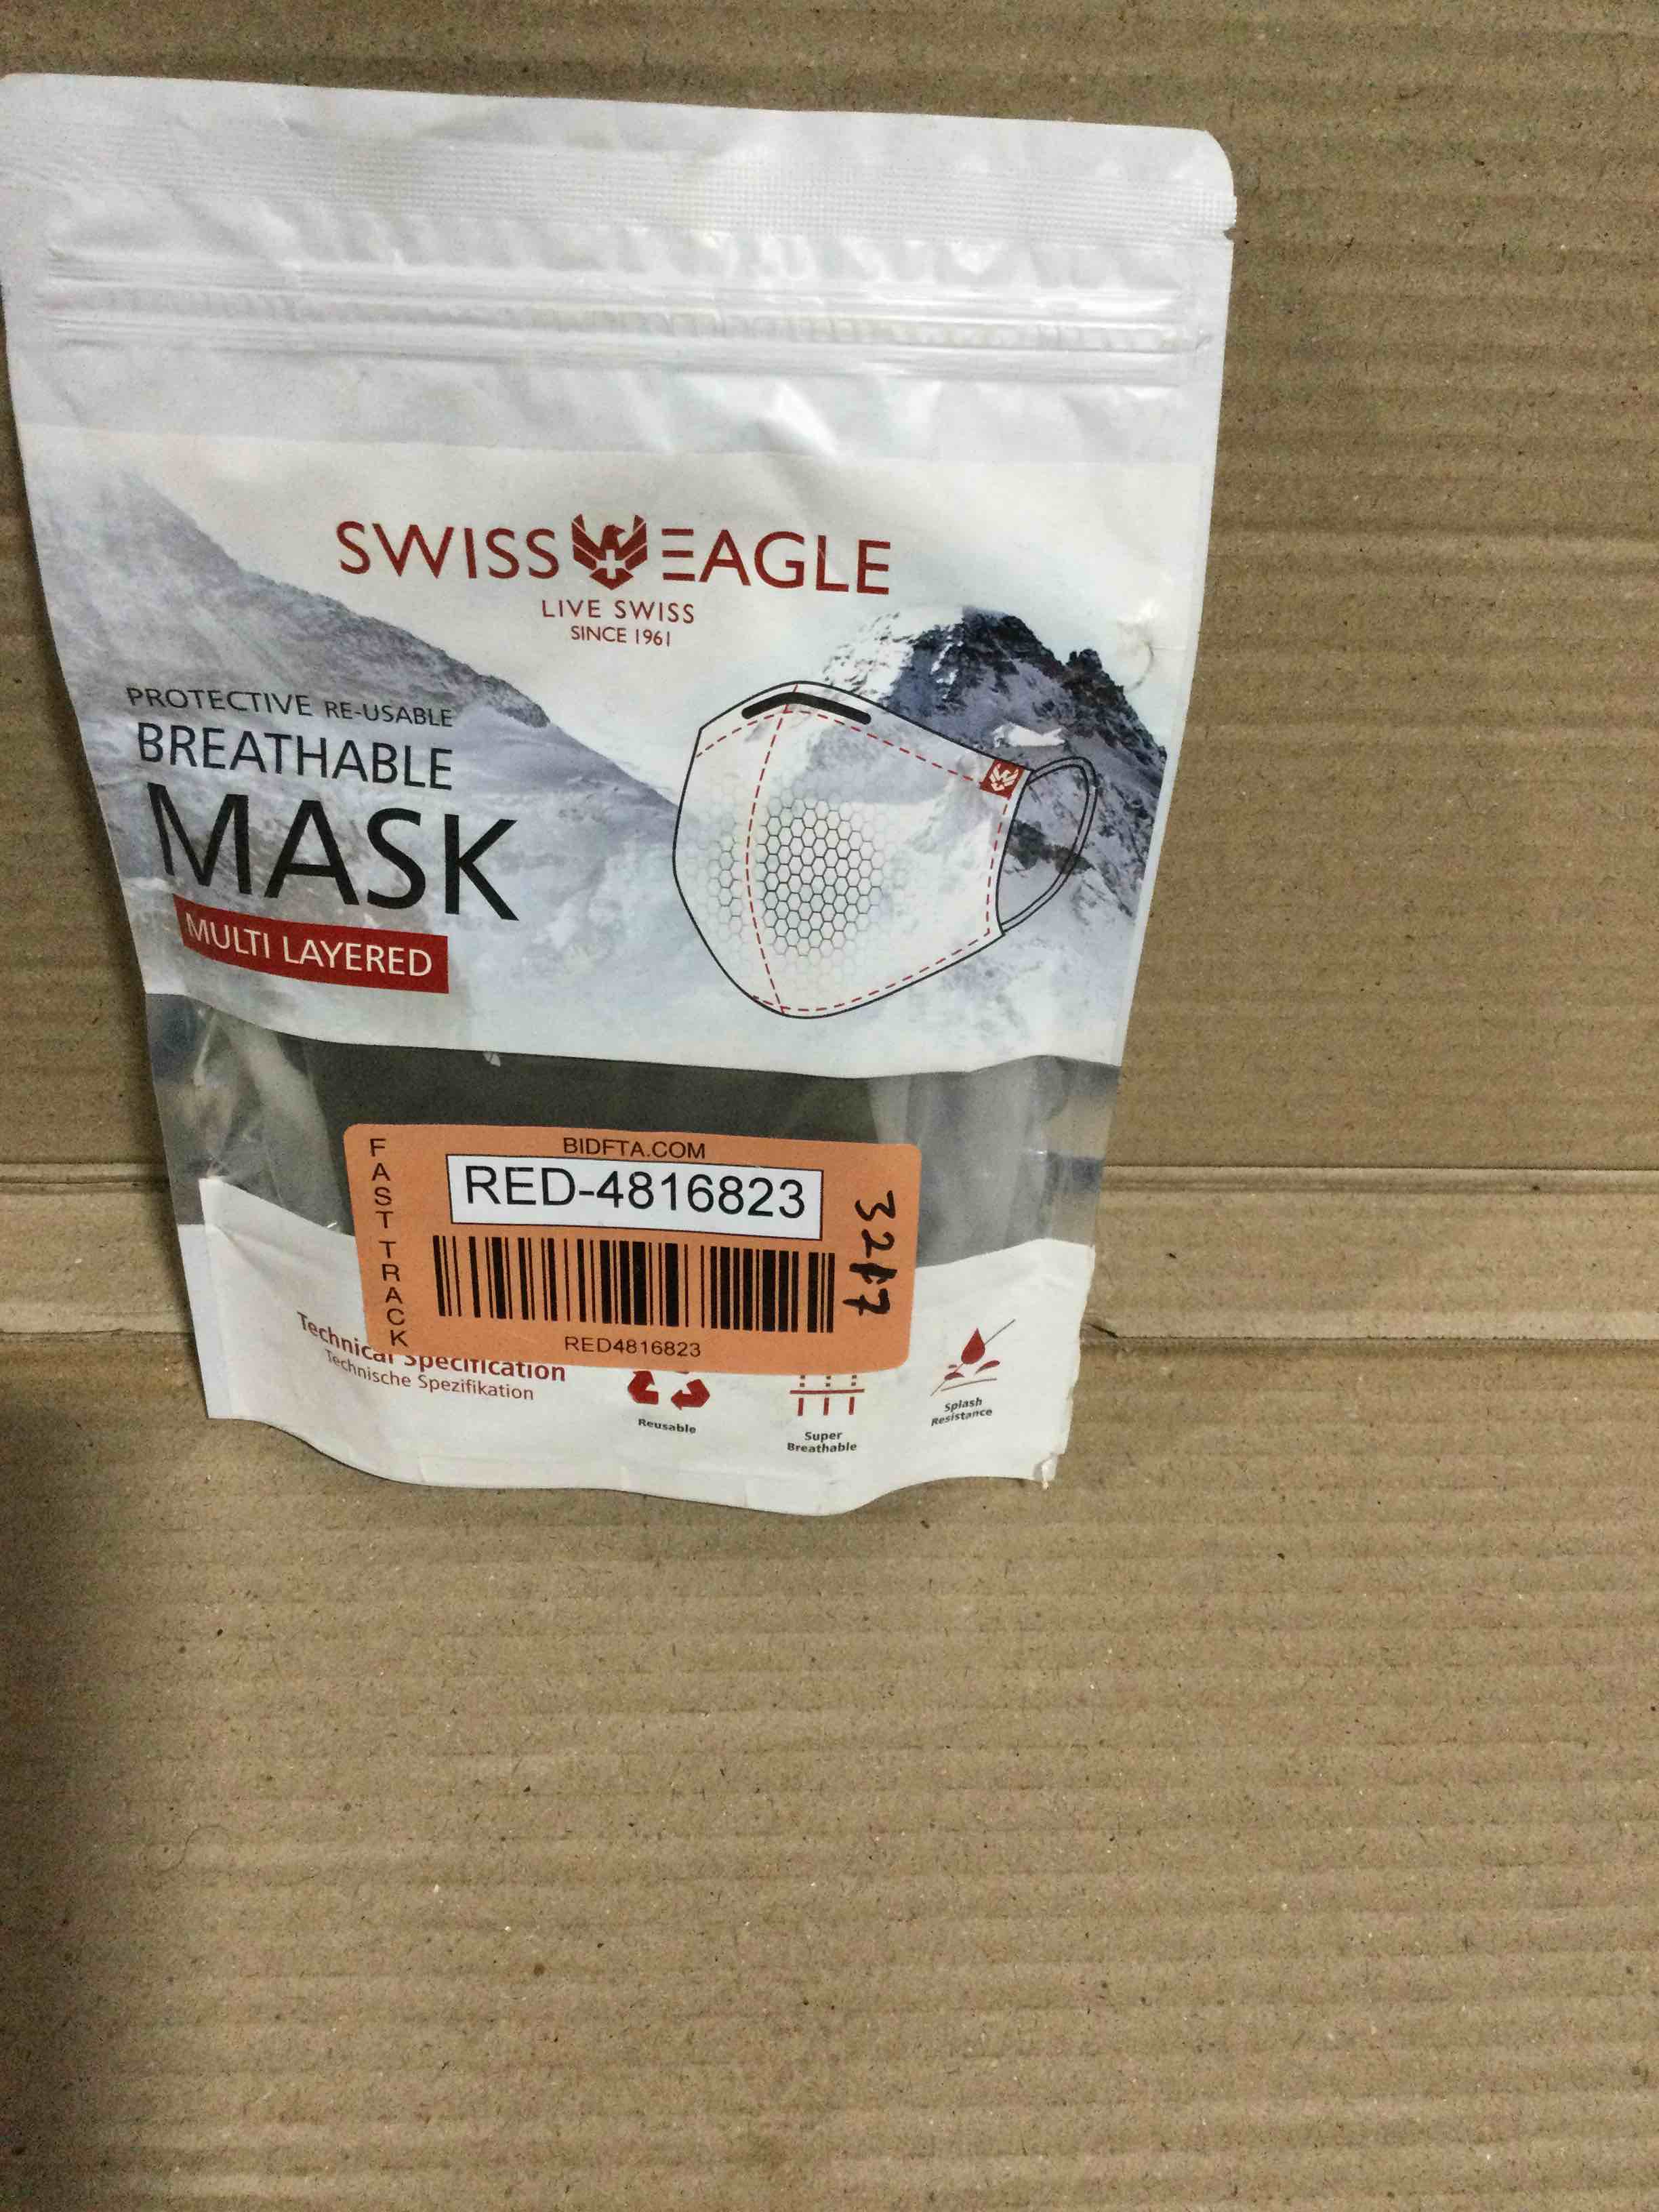 SWISS EAGLE
LIVE SWISS
SINCE 1961
PROTECTIVE RE-USABLE
BREATHABLE
MASK
MULTI LAYERED
FAST TRACK
BIDFTA.COM
RED-4816823
RED4816823
Technical Specification
Technische Spezifikation
Reusable
Super
Breathable
Splash
Resistance